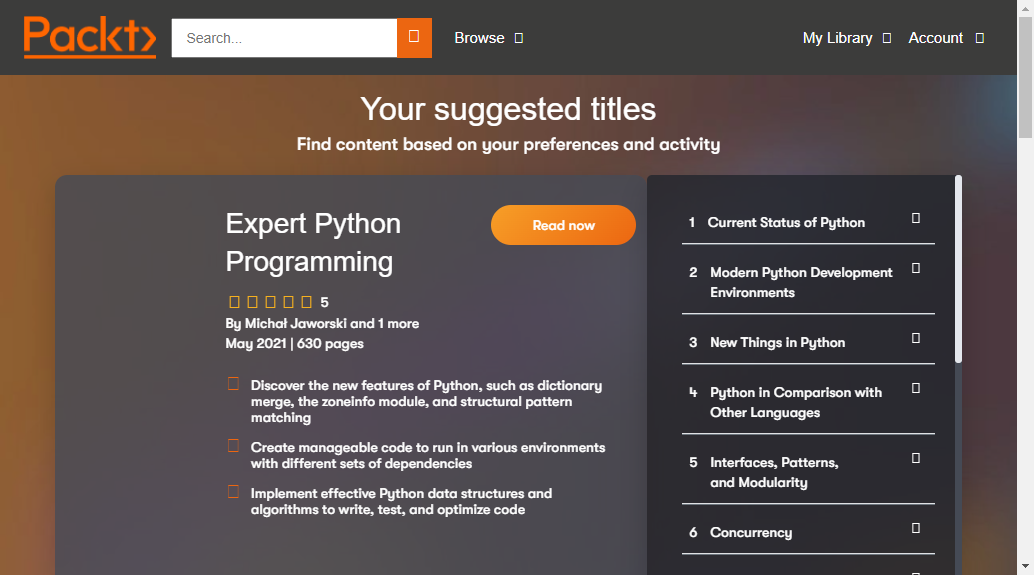 Packt
Search...
Browse
My Library
Account
Your suggested titles
Find content based on your preferences and activity
Expert Python
Programming
Read now
5
By Michał Jaworski and 1 more
May 2021 | 630 pages
Discover the new features of Python, such as dictionary
merge, the zoneinfo module, and structural pattern
matching
Create manageable code to run in various environments
with different sets of dependencies
Implement effective Python data structures and
algorithms to write, test, and optimize code
1 Current Status of Python
2 Modern Python Development
Environments
3 New Things in Python
4 Python in Comparison with
Other Languages
5 Interfaces, Patterns,
and Modularity
6 Concurrency